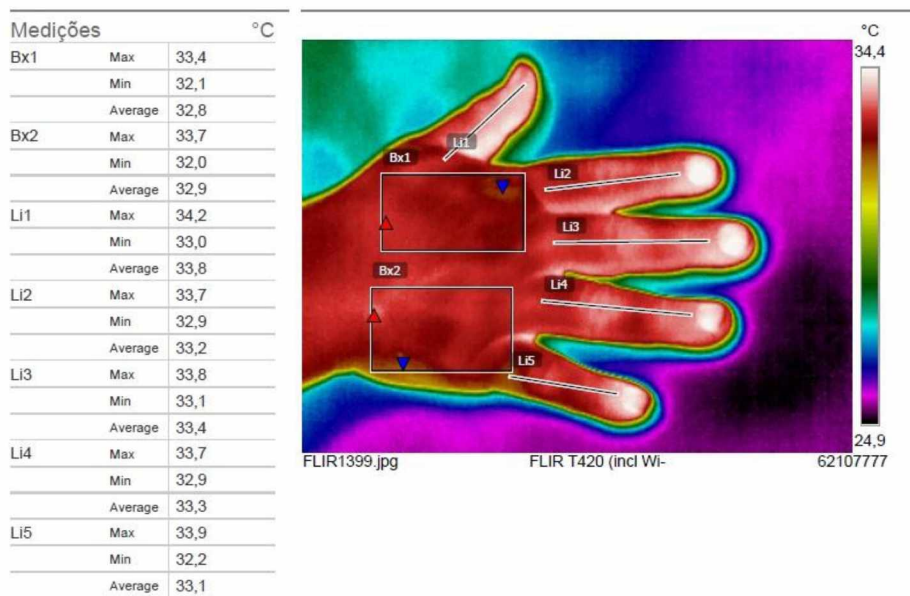 Medições °C
Bx1 Max 33,4
Min 32,1
Average 32,8
Bx2 Max 33,7
Min 32,0
Average 32,9
Li1 Max 34,2
Min 33,0
Average 33,8
Li2 Max 33,7
Min 32,9
Average 33,2
Li3 Max 33,8
Min 33,1
Average 33,4
Li4 Max 33,7
Min 32,9
Average 33,3
Li5 Max 33,9
Min 32,2
Average 33,1
°C
34,4
Li1
Bx1
Li2
Li3
Bx2
Li4
Li5
24,9
FLIR1399.jpg FLIR T420 (incl Wi- 62107777